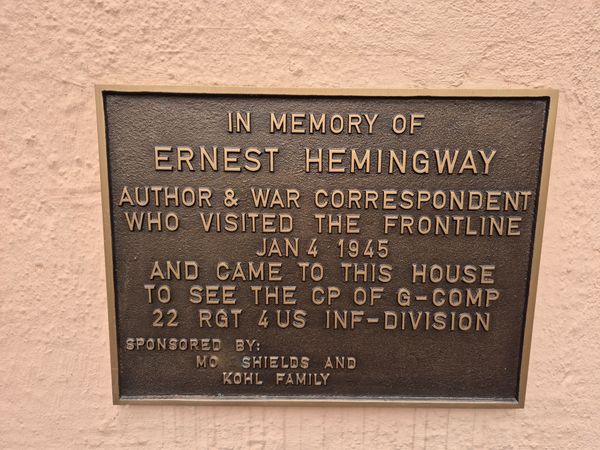 IN MEMORY OF
ERNEST HEMINGWAY
AUTHOR & WAR CORRESPONDENT
WHO VISITED THE FRONTLINE
JAN 4 1945
AND CAME TO THIS HOUSE
TO SEE THE CP OF G-COMP
22 RGT 4 US INF-DIVISION
SPONSORED BY:
MO SHIELDS AND
KOHL FAMILY